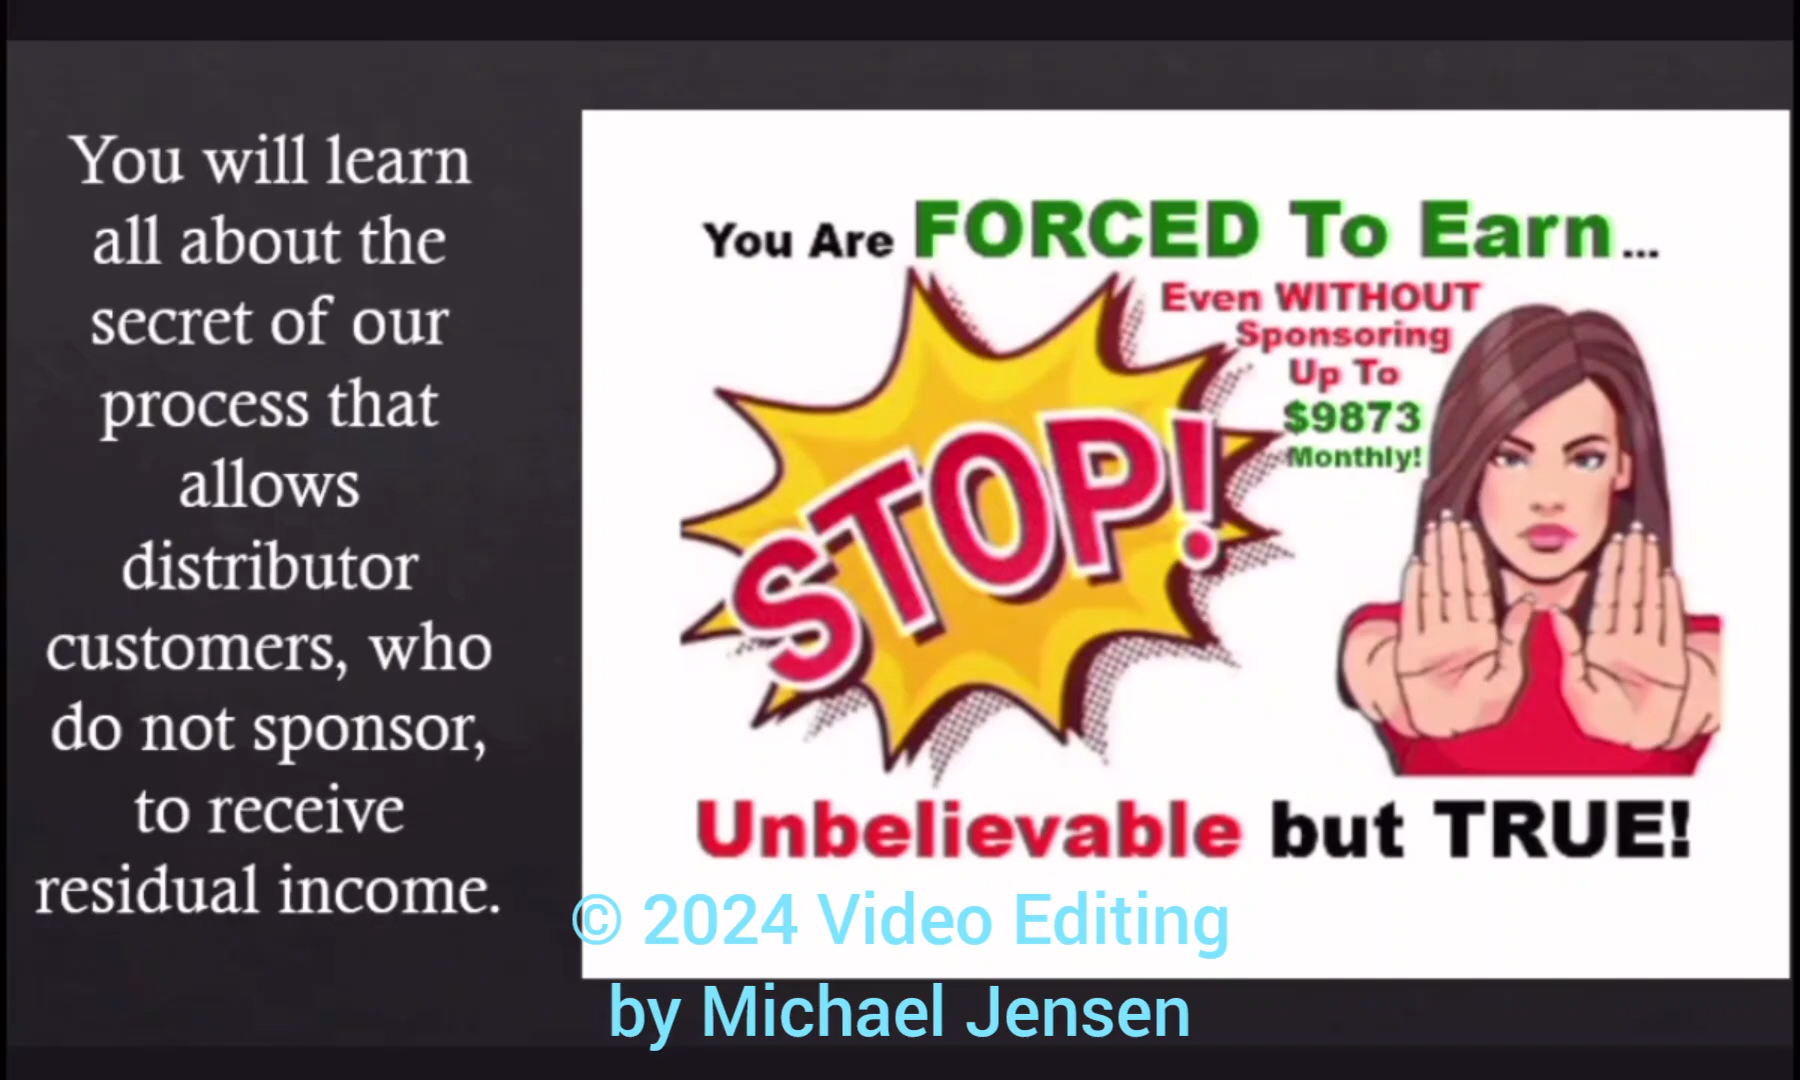 You will learn
all about the
secret of our
process that
allows
distributor
customers, who
do not sponsor,
to receive
residual income.
You Are FORCED To Earn...
Even WITHOUT
Sponsoring
Up To
$9873
Monthly!
STOP!
Unbelievable but TRUE!
© 2024 Video Editing
by Michael Jensen